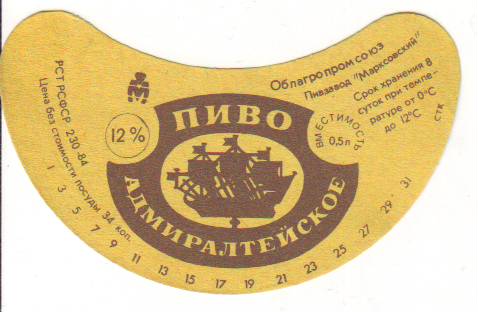 РСТ РСФСР 230-84
Цена без стоимости посуды 34 коп.
12 %
ПИВО
АДМИРАЛТЕЙСКОЕ
Облагропромсоюз
Пивзавод "Марксовский"
Срок хранения 8
суток при темпе-
ратуре от 0°С
до 12°С
стк
ВМЕСТИМОСТЬ
0,5л
1 3 5 7 9 11 13 15 17 19 21 23 25 27 29 31